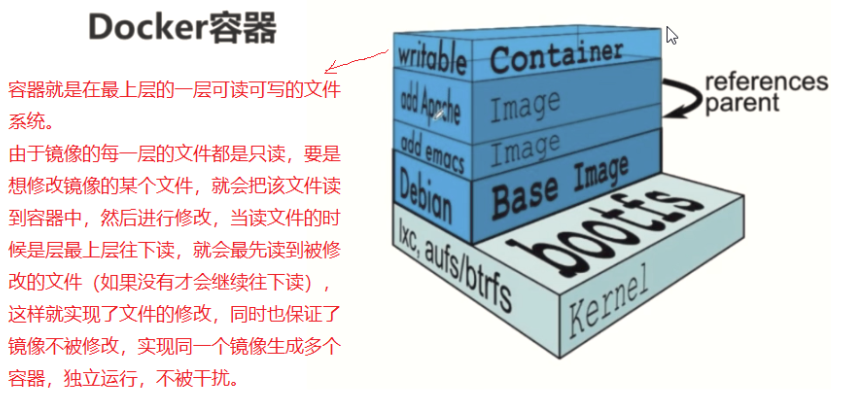 Docker容器
容器就是在最上层的一层可读可写的文件
系统。
由于镜像的每一层的文件都是只读，要是
想修改镜像的某个文件，就会把该文件读
到容器中，然后进行修改，当读文件的时
候是层最上层往下读，就会最先读到被修
改的文件（如果没有才会继续往下读），
这样就实现了文件的修改，同时也保证了
镜像不被修改，实现同一个镜像生成多个
容器，独立运行，不被干扰。
writable Container
add Apache Image
add emacs Image
Debian Base Image
references
parent
lxc, aufs/btrfs
bootfs
Kernel